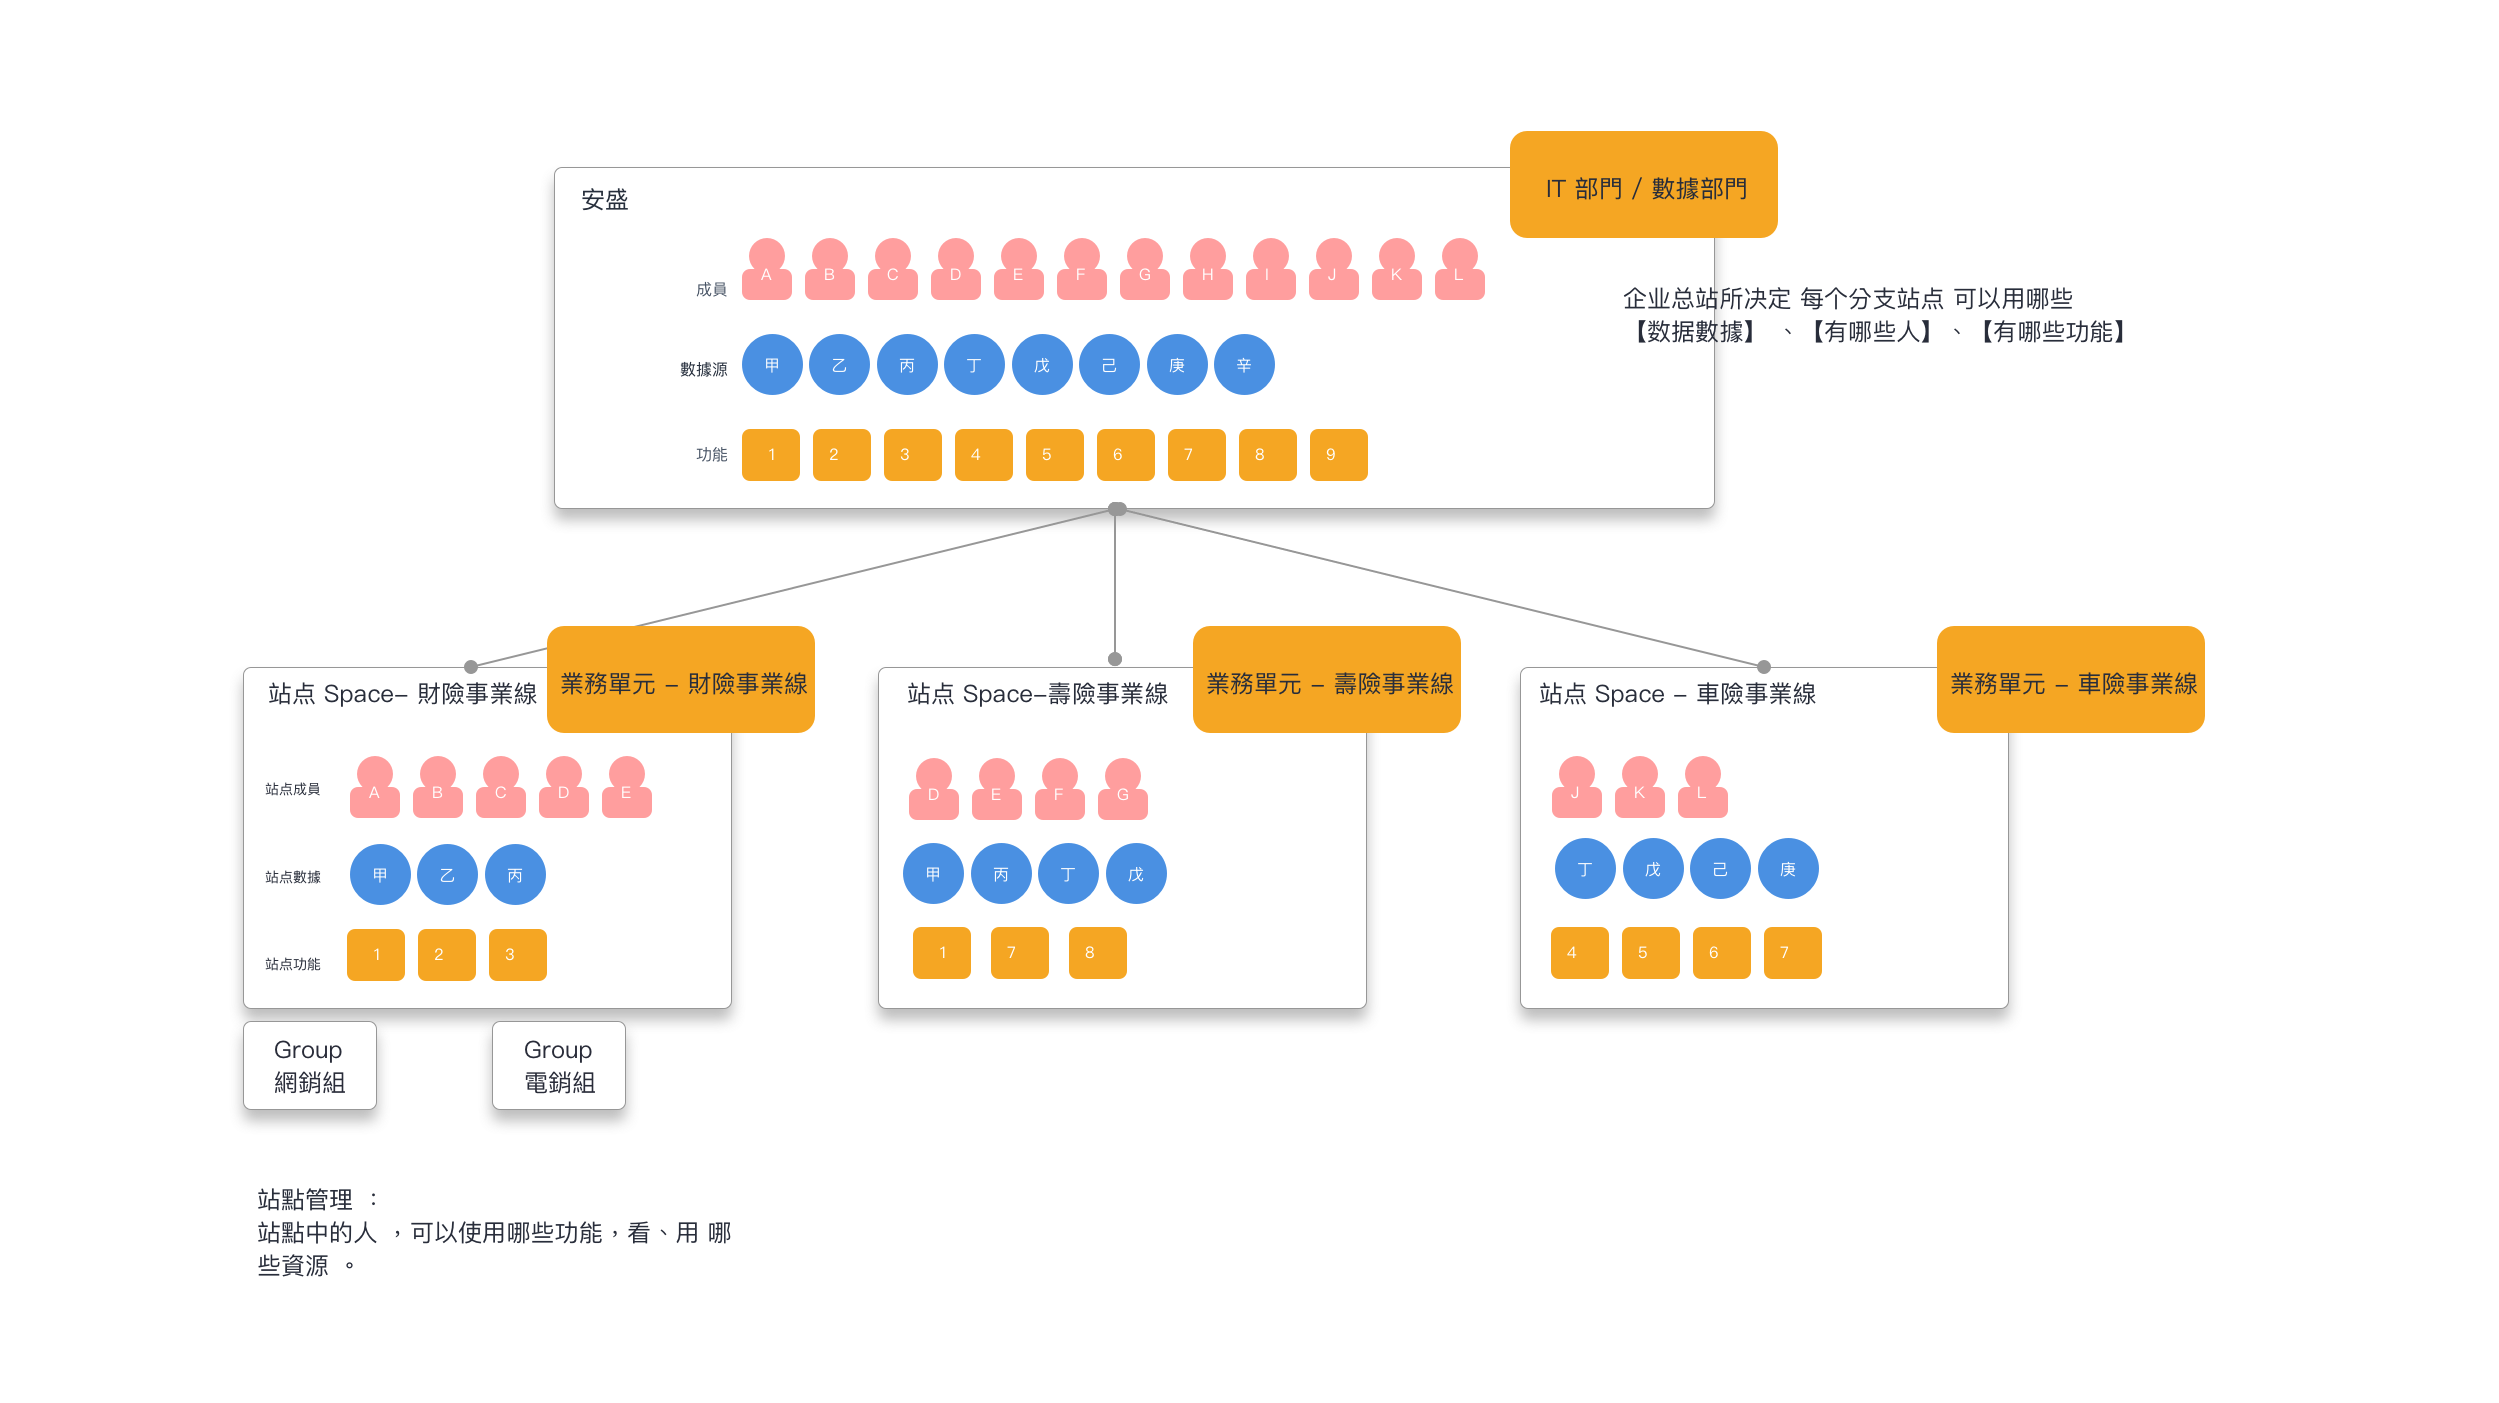 IT 部門 / 數據部門
安盛
成員
A B C D E F G H I J K L
企业总站所决定 每个分支站点 可以用哪些
【数据數據】 、【有哪些人】、【有哪些功能】
數據源
甲 乙 丙 丁 戊 己 庚 辛
功能
1 2 3 4 5 6 7 8 9
業務單元 – 財險事業線
站点 Space– 財險事業線
站点成員
A B C D E
站点數據
甲 乙 丙
站点功能
1 2 3
Group
網銷組
Group
電銷組
業務單元 – 壽險事業線
站点 Space–壽險事業線
D E F G
甲 丙 丁 戊
1 7 8
業務單元 – 車險事業線
站点 Space – 車險事業線
J K L
丁 戊 己 庚
4 5 6 7
站點管理 ：
站點中的人 ，可以使用哪些功能，看、用 哪
些資源 。